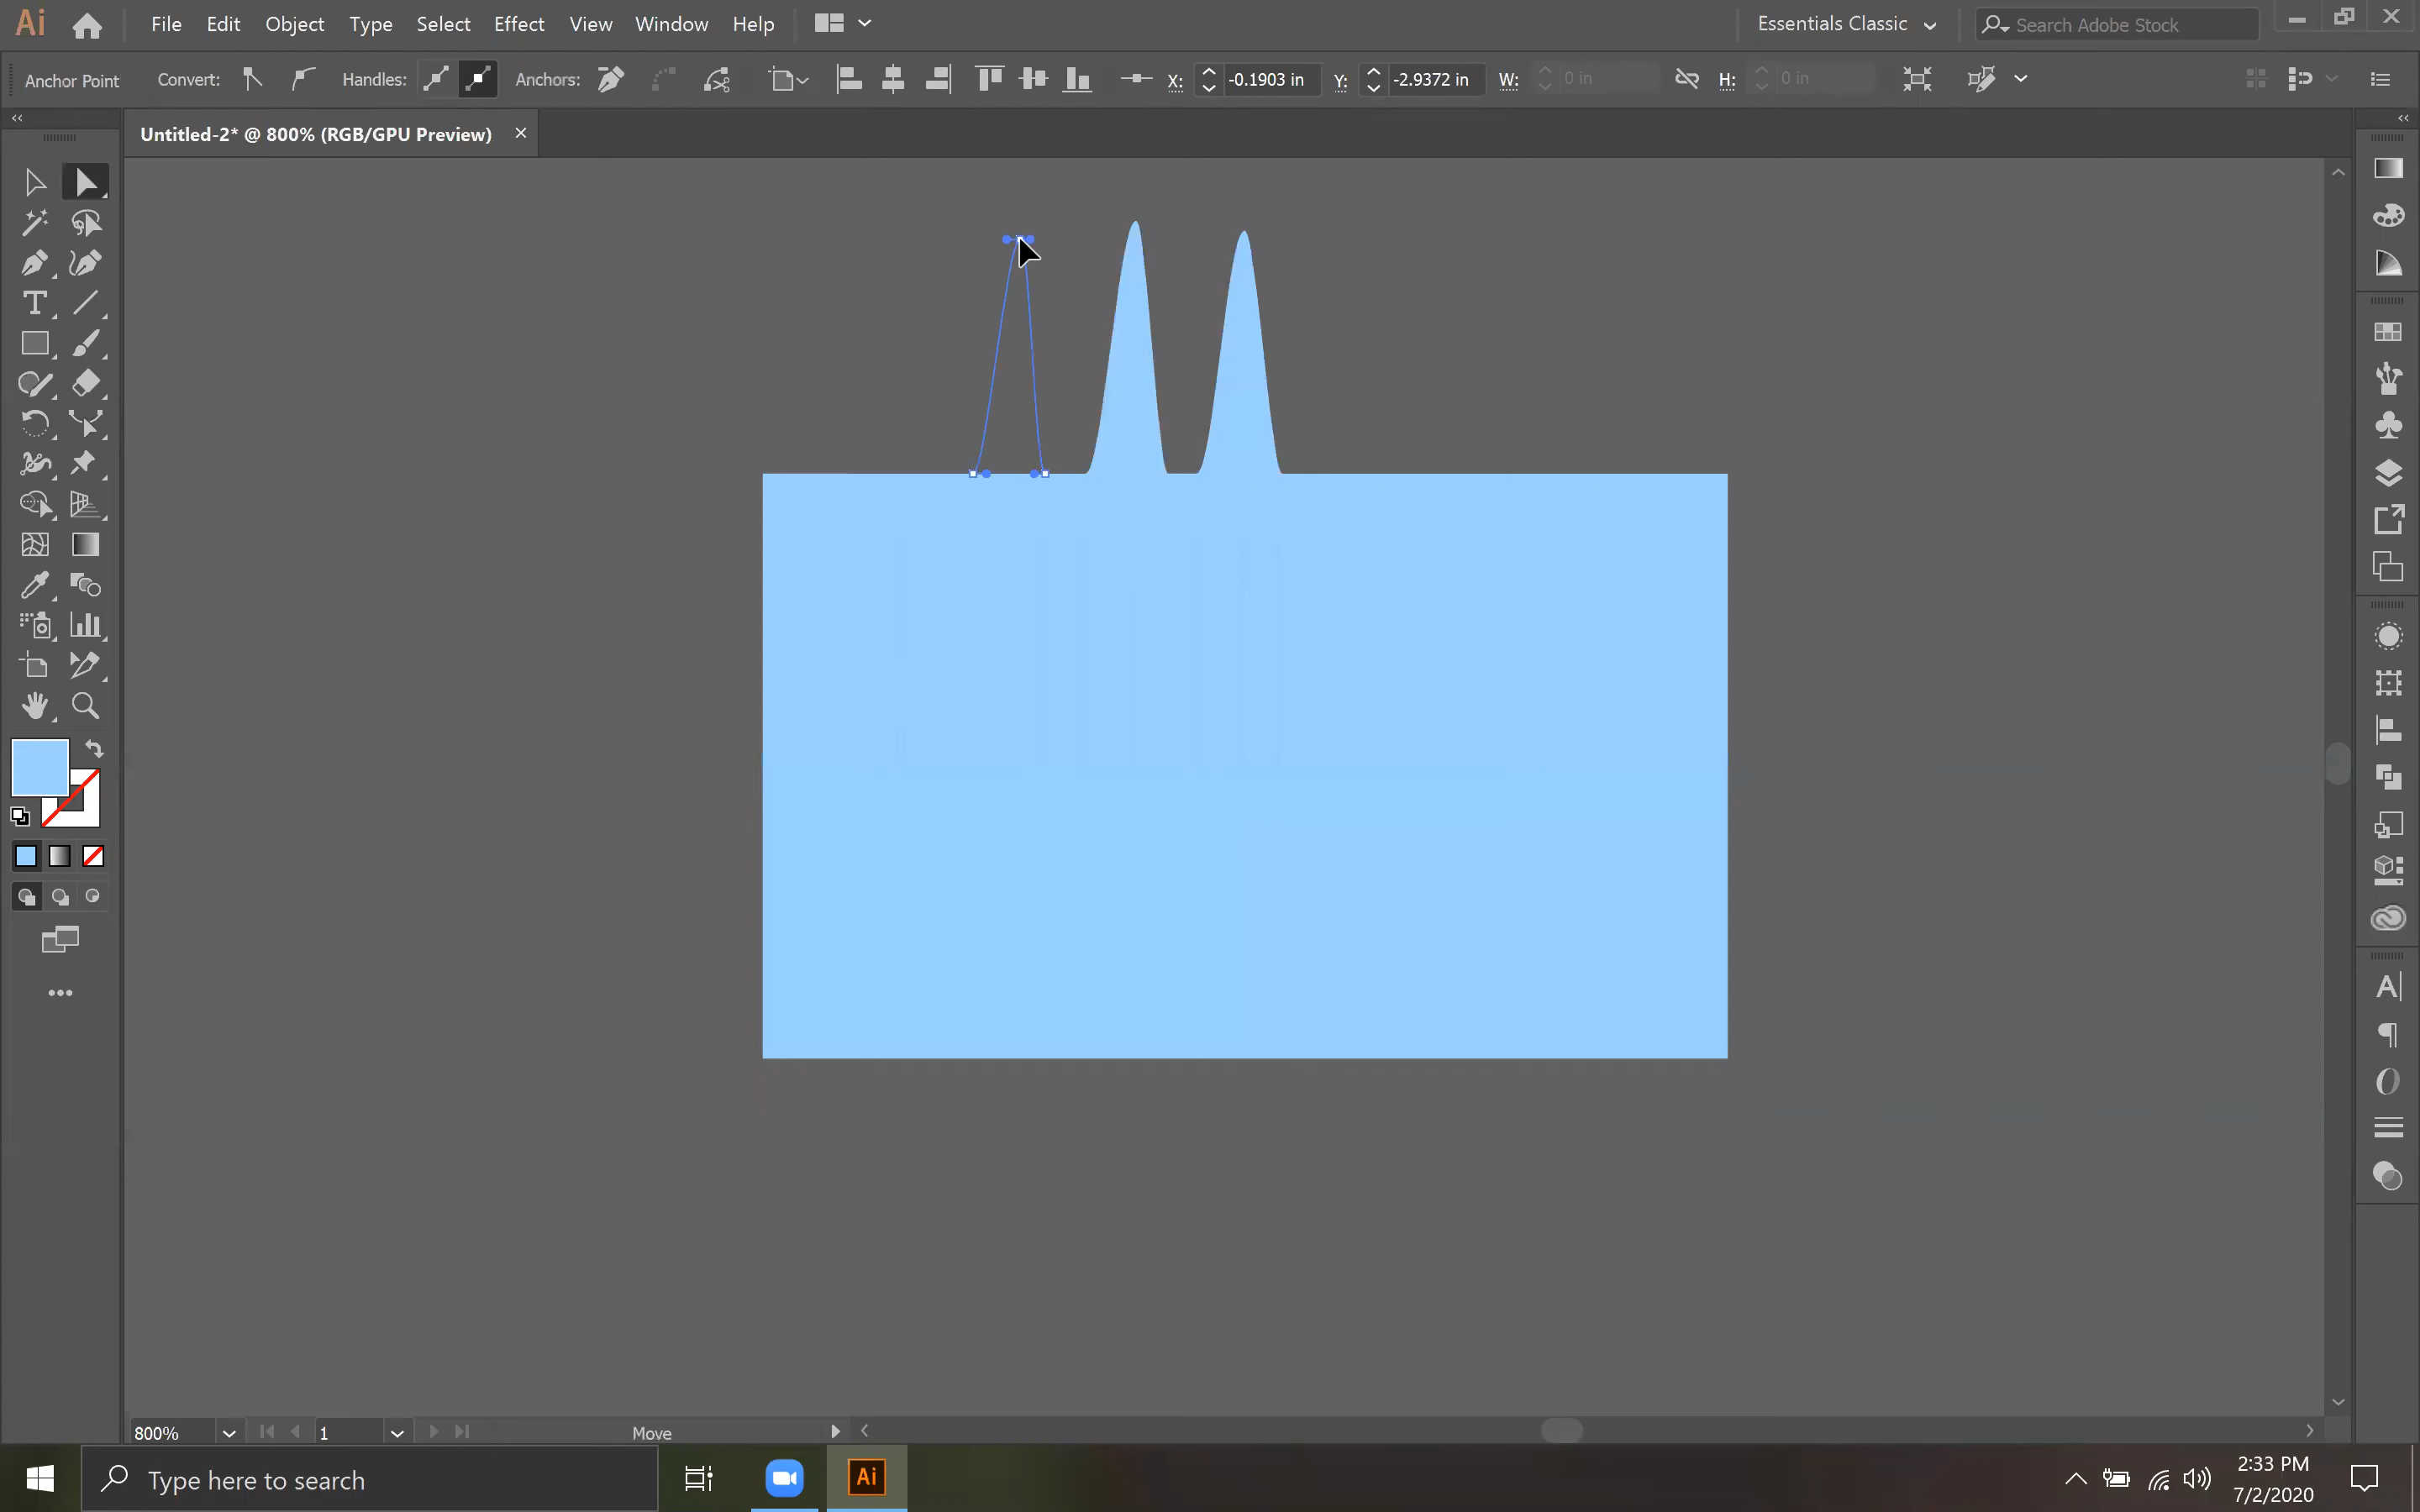 Ai File Edit Object Type Select Effect View Window Help Essentials Classic Search Adobe Stock
Anchor Point Convert: Handles: Anchors: X: -0.1903 in Y: -2.9372 in W: 0 in H: 0 in
Untitled-2* @ 800% (RGB/GPU Preview)
800% 1 Move
Type here to search Ai 2:33 PM
7/2/2020